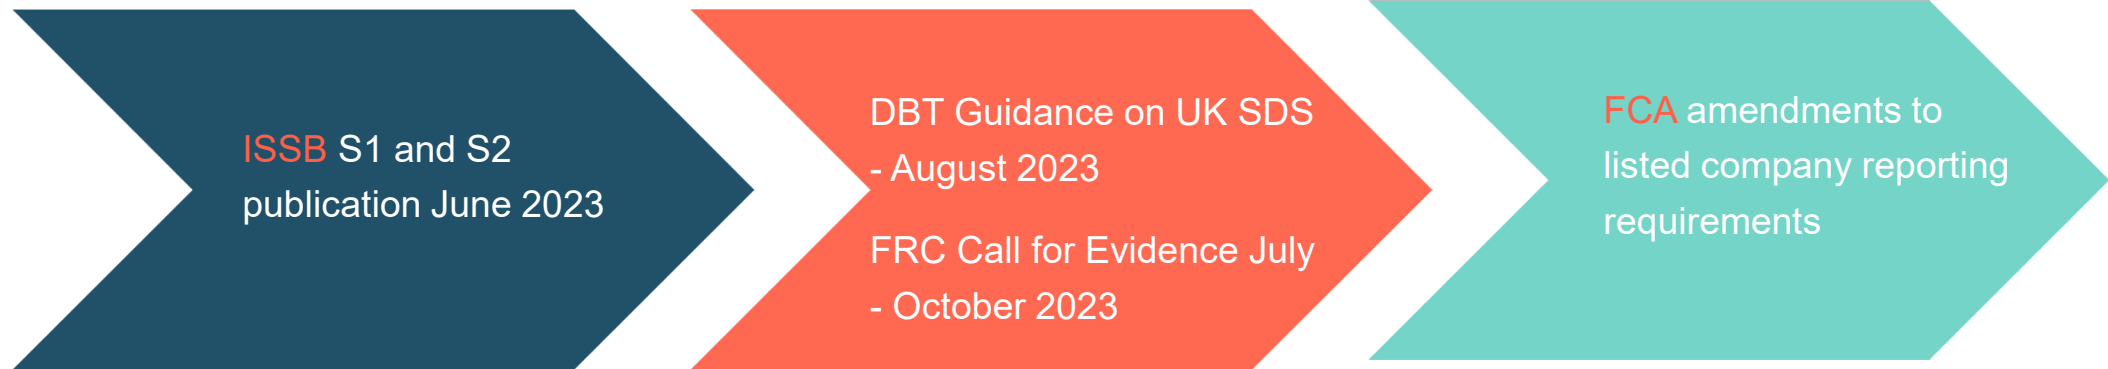 ISSB S1 and S2
publication June 2023
DBT Guidance on UK SDS
- August 2023
FRC Call for Evidence July
- October 2023
FCA amendments to
listed company reporting
requirements